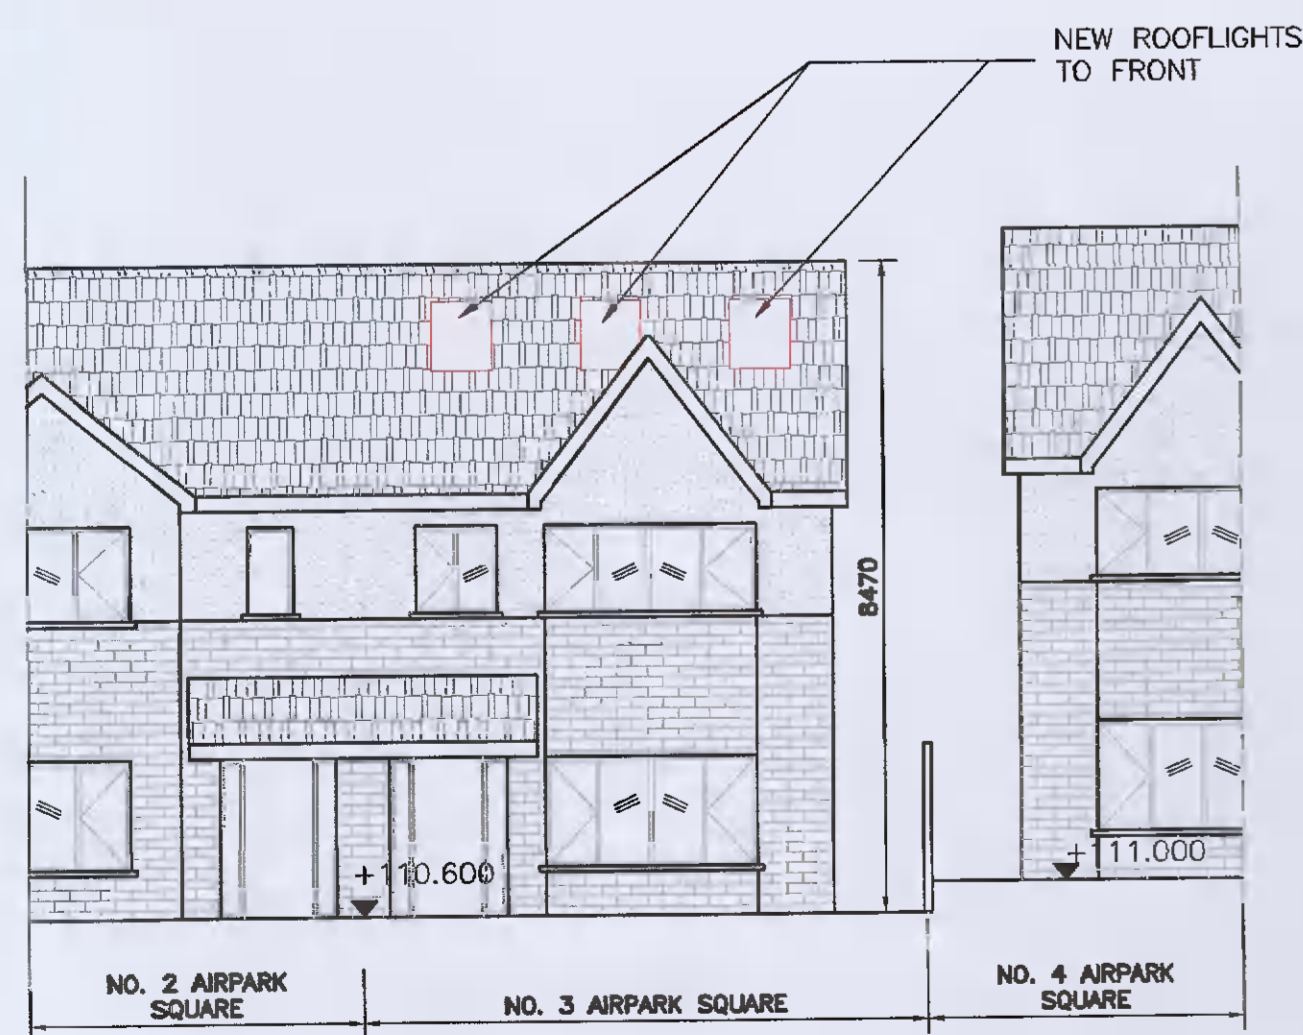 NEW ROOFLIGHTS
TO FRONT
8470
+110.600
+111.000
NO. 2 AIRPARK
SQUARE
NO. 3 AIRPARK SQUARE
NO. 4 AIRPARK
SQUARE